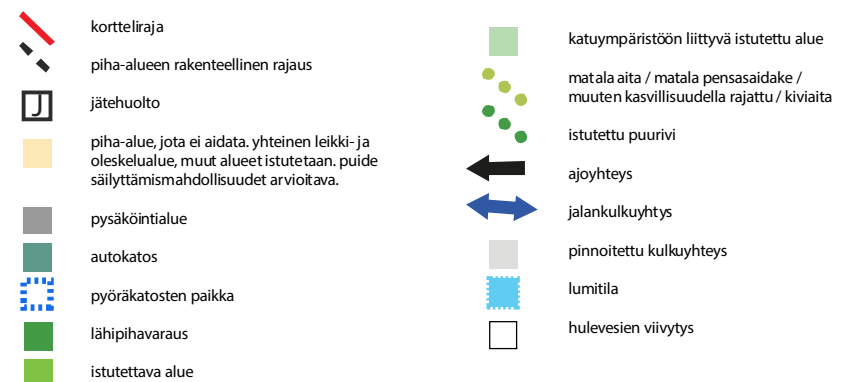 kortteliraja
piha-alueen rakenteellinen rajaus
J
jätehuolto
piha-alue, jota ei aidata. yhteinen leikki- ja
oleskelualue, muut alueet istutetaan. puide
säilyttämismahdollisuudet arvioitava.
pysäköintialue
autokatos
pyöräkatosten paikka
lähipihavaraus
istutettava alue
katuympäristöön liittyvä istutettu alue
matala aita / matala pensasaidake /
muuten kasvillisuudella rajattu / kiviaita
istutettu puurivi
ajoyhteys
jalankulkuyhtys
pinnoitettu kulkuyhteys
lumitila
hulevesien viivytys